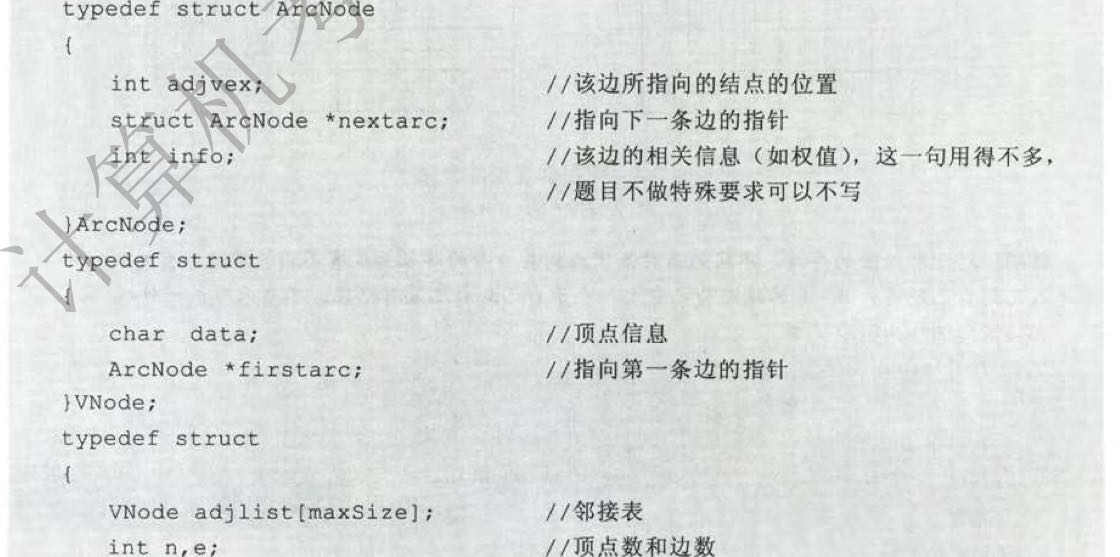 typedef struct ArcNode
{
int adjvex; //该边所指向的结点的位置
struct ArcNode *nextarc; //指向下一条边的指针
int info; //该边的相关信息（如权值），这一句用得不多，
//题目不做特殊要求可以不写
}ArcNode;
typedef struct
{
char data; //顶点信息
ArcNode *firstarc; //指向第一条边的指针
}VNode;
typedef struct
{
VNode adjlist[maxSize]; //邻接表
int n,e; //顶点数和边数
计算机考